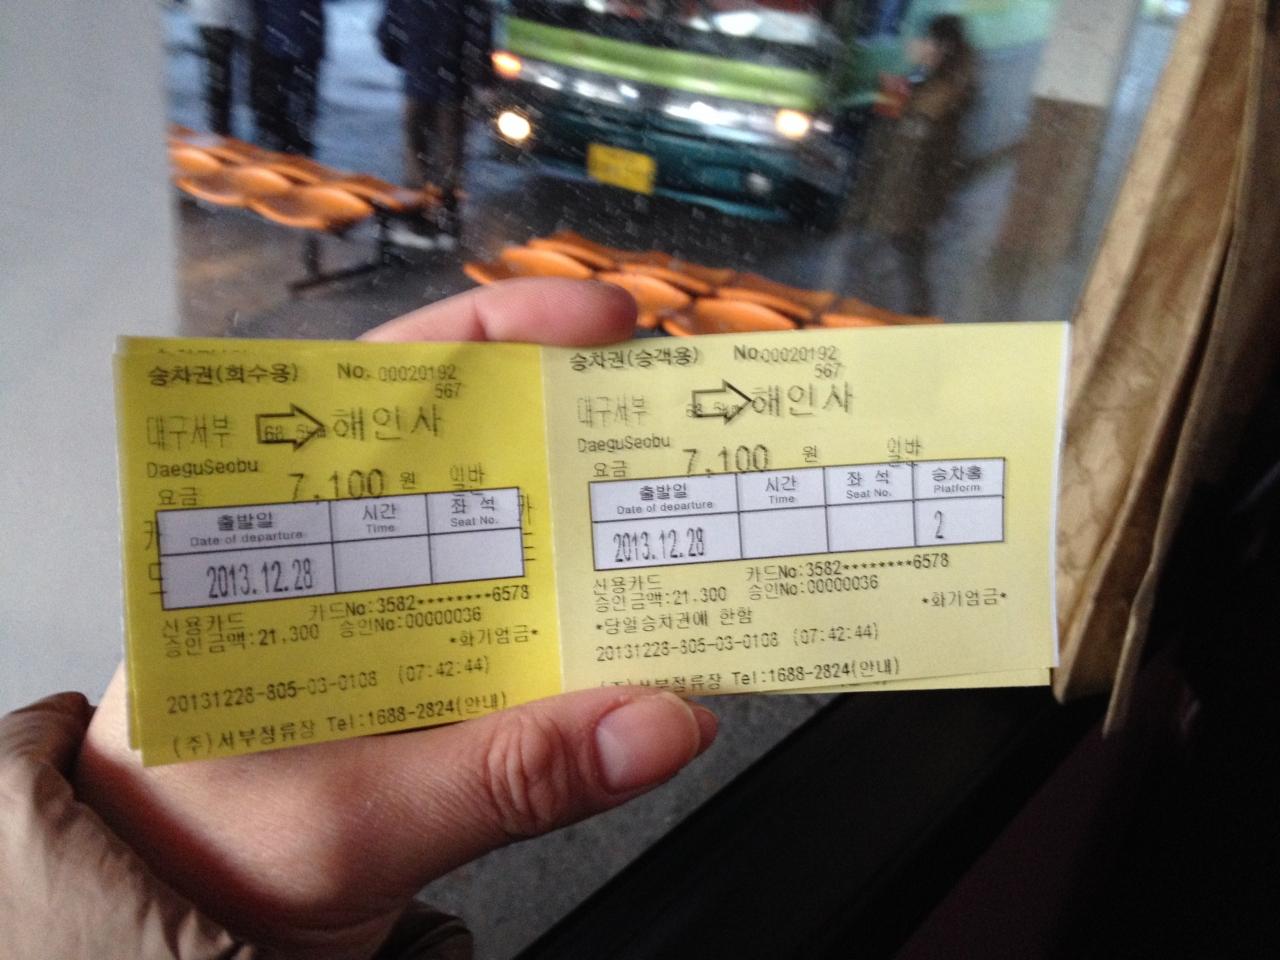 승차권(회수용) No. 00020192
567
대구서부 68.5km 해인사
DaeguSeobu
요금 7,100 원 일반
출발일 시간 좌 석
Date of departure Time Seat No.
2013.12.28
신용카드 카드No:3582********6578
승인금액:21,300 승인No:00000036
*화기엄금*
20131228-805-03-0108 (07:42:44)
(주)서부정류장 Tel:1688-2824(안내)
승차권(승객용) No.00020192
567
대구서부 68.5km 해인사
DaeguSeobu
요금 7,100 원 일반
출발일 시간 좌 석 승차홈
Date of departure Time Seat No. Platform
2013.12.28 2
신용카드 카드No:3582********6578
승인금액:21,300 승인No:00000036
*당일승차권에 한함 *화기엄금*
20131228-805-03-0108 (07:42:44)
(주)서부정류장 Tel:1688-2824(안내)